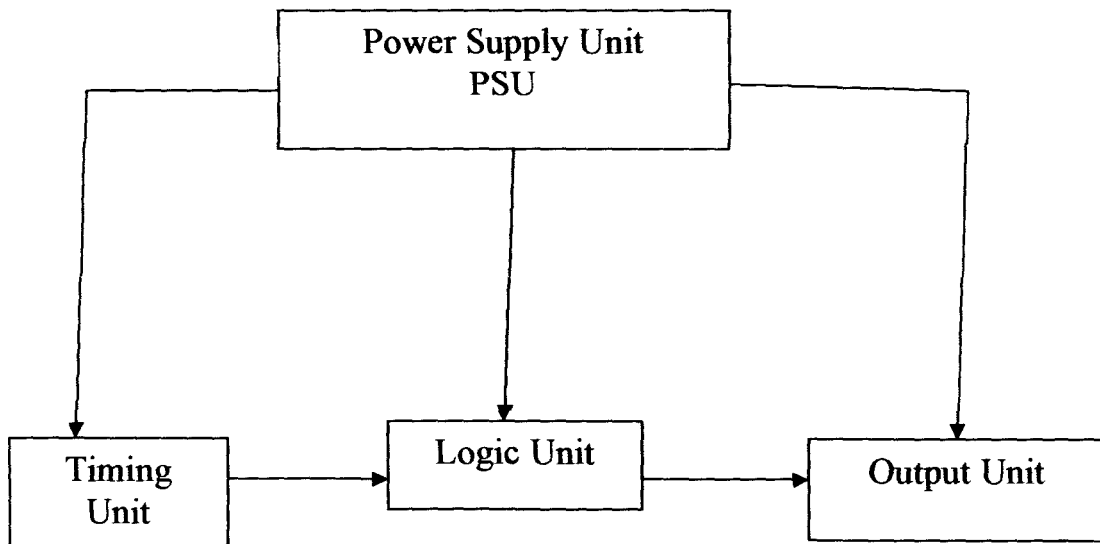 Power Supply Unit
PSU
Timing
Unit
Logic Unit
Output Unit